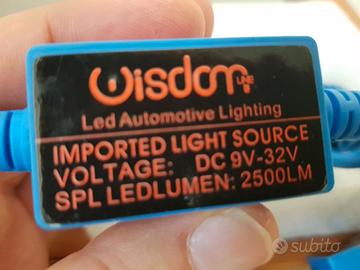 Wisdom LINE
Led Automotive Lighting
IMPORTED LIGHT SOURCE
VOLTAGE: DC 9V-32V
SPL LEDLUMEN: 2500LM
subito